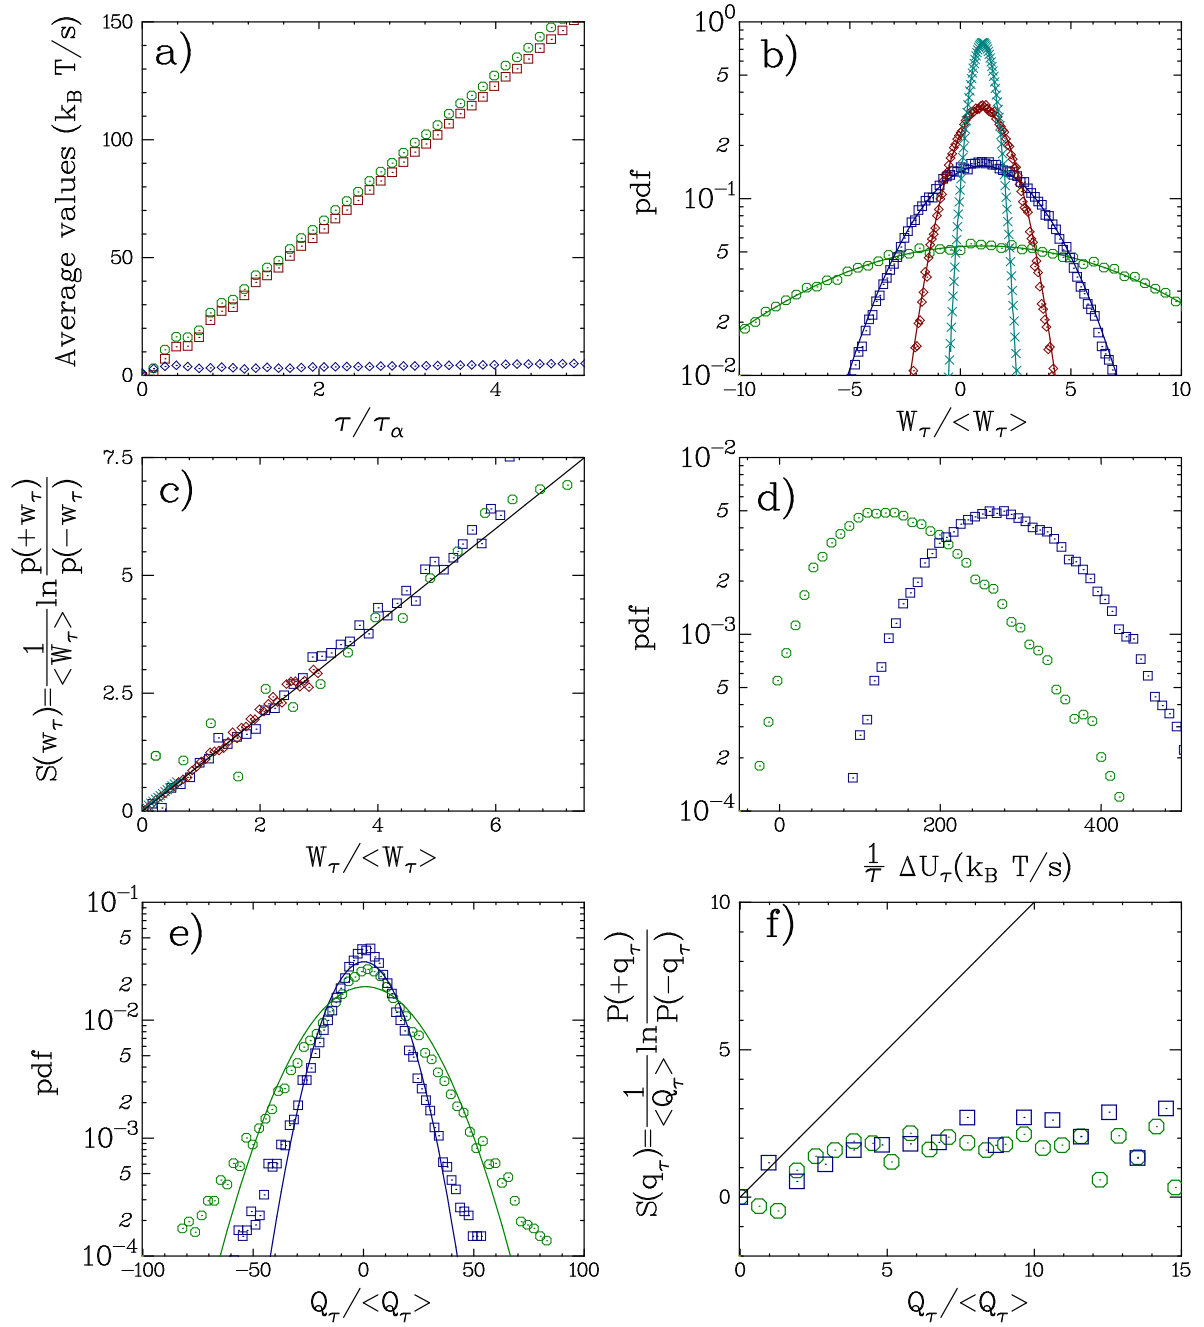 a)
Average values (k_B T/s)
150
100
50
0
0 2 4
τ/τ_α
b)
pdf
10^0
5
2
10^-1
5
2
10^-2
-10 -5 0 5 10
W_τ/<W_τ>
c)
S(w_τ)=1/<W_τ> ln p(+w_τ)/p(-w_τ)
7.5
5
2.5
0
0 2 4 6
W_τ/<W_τ>
d)
pdf
10^-2
5
2
10^-3
5
2
10^-4
0 200 400
1/τ ΔU_τ(k_B T/s)
e)
pdf
10^-1
5
2
10^-2
5
2
10^-3
5
2
10^-4
-100 -50 0 50 100
Q_τ/<Q_τ>
f)
S(q_τ)=1/<Q_τ> ln P(+q_τ)/P(-q_τ)
10
5
0
0 5 10 15
Q_τ/<Q_τ>